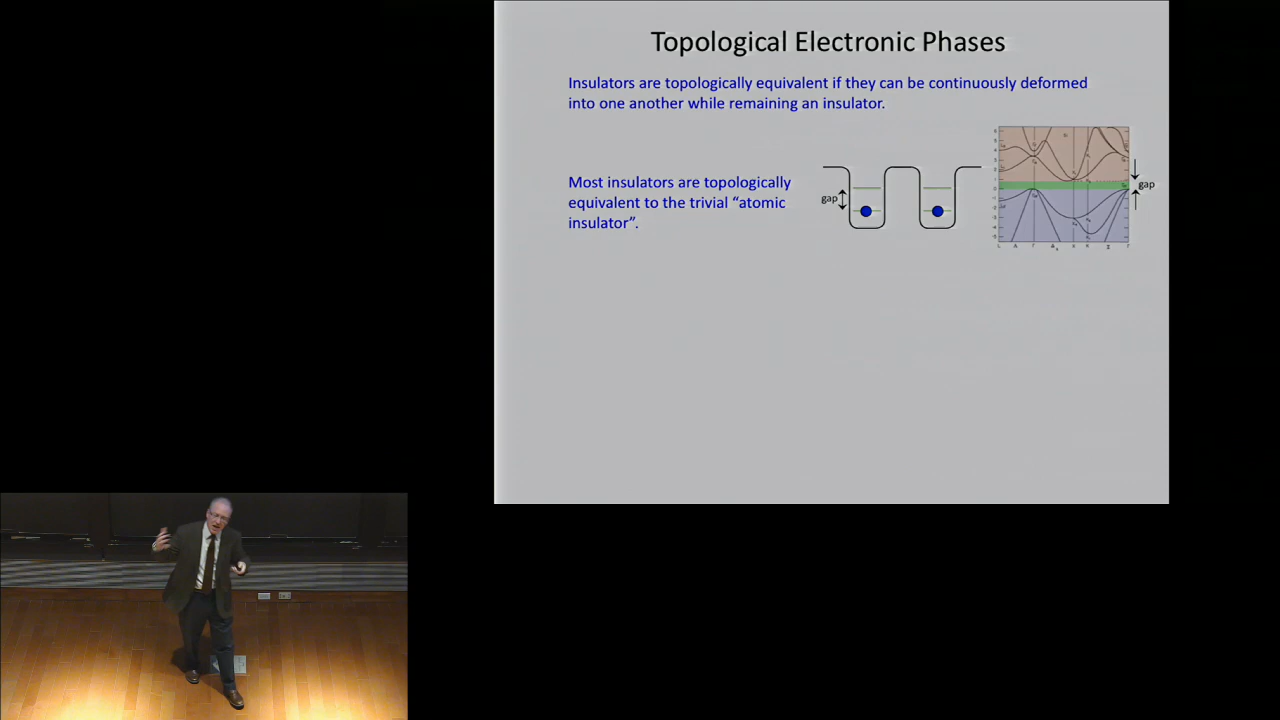 Topological Electronic Phases
Insulators are topologically equivalent if they can be continuously deformed
into one another while remaining an insulator.
Most insulators are topologically
equivalent to the trivial “atomic
insulator”.
gap
gap